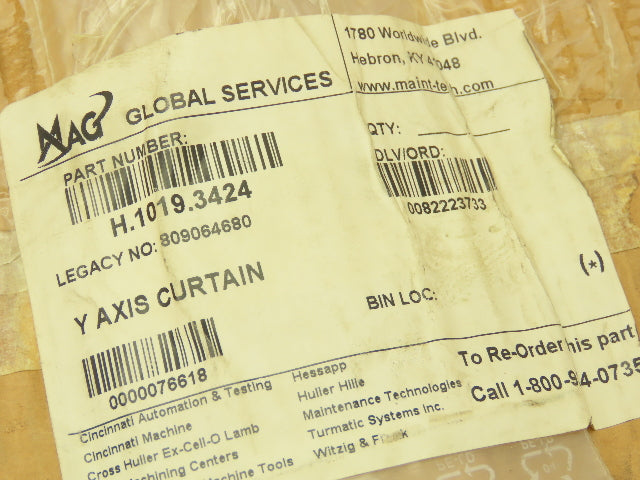 MAG GLOBAL SERVICES
1780 Worldwide Blvd.
Hebron, KY 41048
www.maint-tech.com
PART NUMBER:
H.1019.3424
LEGACY NO: 809064680
QTY:
DLV/ORD:
0082223733
Y AXIS CURTAIN
BIN LOC:
(*)
0000076618
To Re-Order this part
Call 1-800-94-0735
Cincinnati Automation & Testing
Cincinnati Machine
Cross Huller Ex-Cell-O Lamb
Machining Centers
Machine Tools
Hessapp
Huller Hille
Maintenance Technologies
Turmatic Systems Inc.
Witzig & Frank